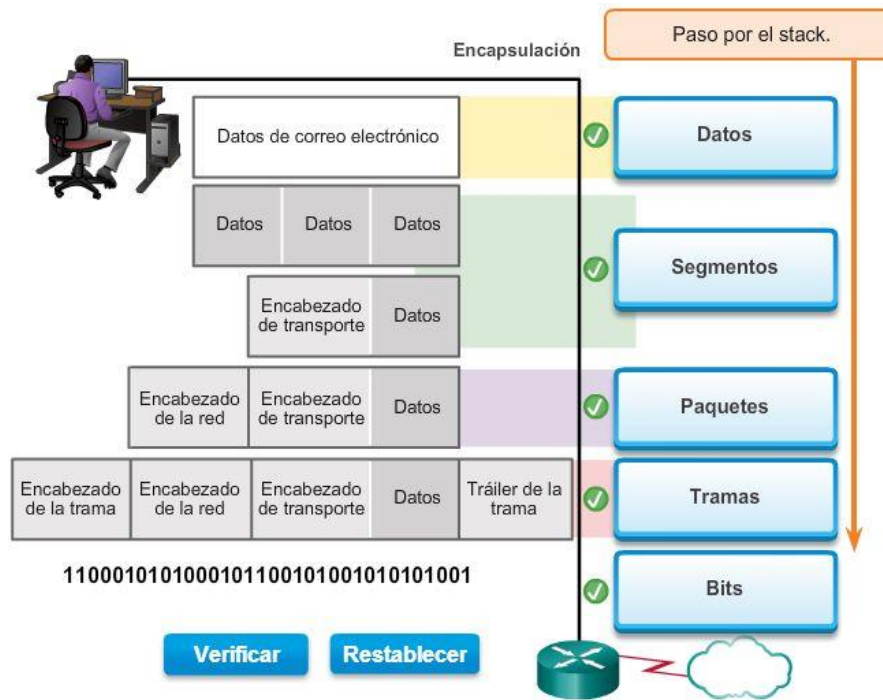 Encapsulación
Paso por el stack.
Datos de correo electrónico
Datos
Datos
Datos
Datos
Segmentos
Encabezado
de transporte
Datos
Encabezado
de la red
Encabezado
de transporte
Datos
Paquetes
Encabezado
de la trama
Encabezado
de la red
Encabezado
de transporte
Datos
Tráiler de la
trama
Tramas
1100010101000101100101001010101001
Bits
Verificar
Restablecer